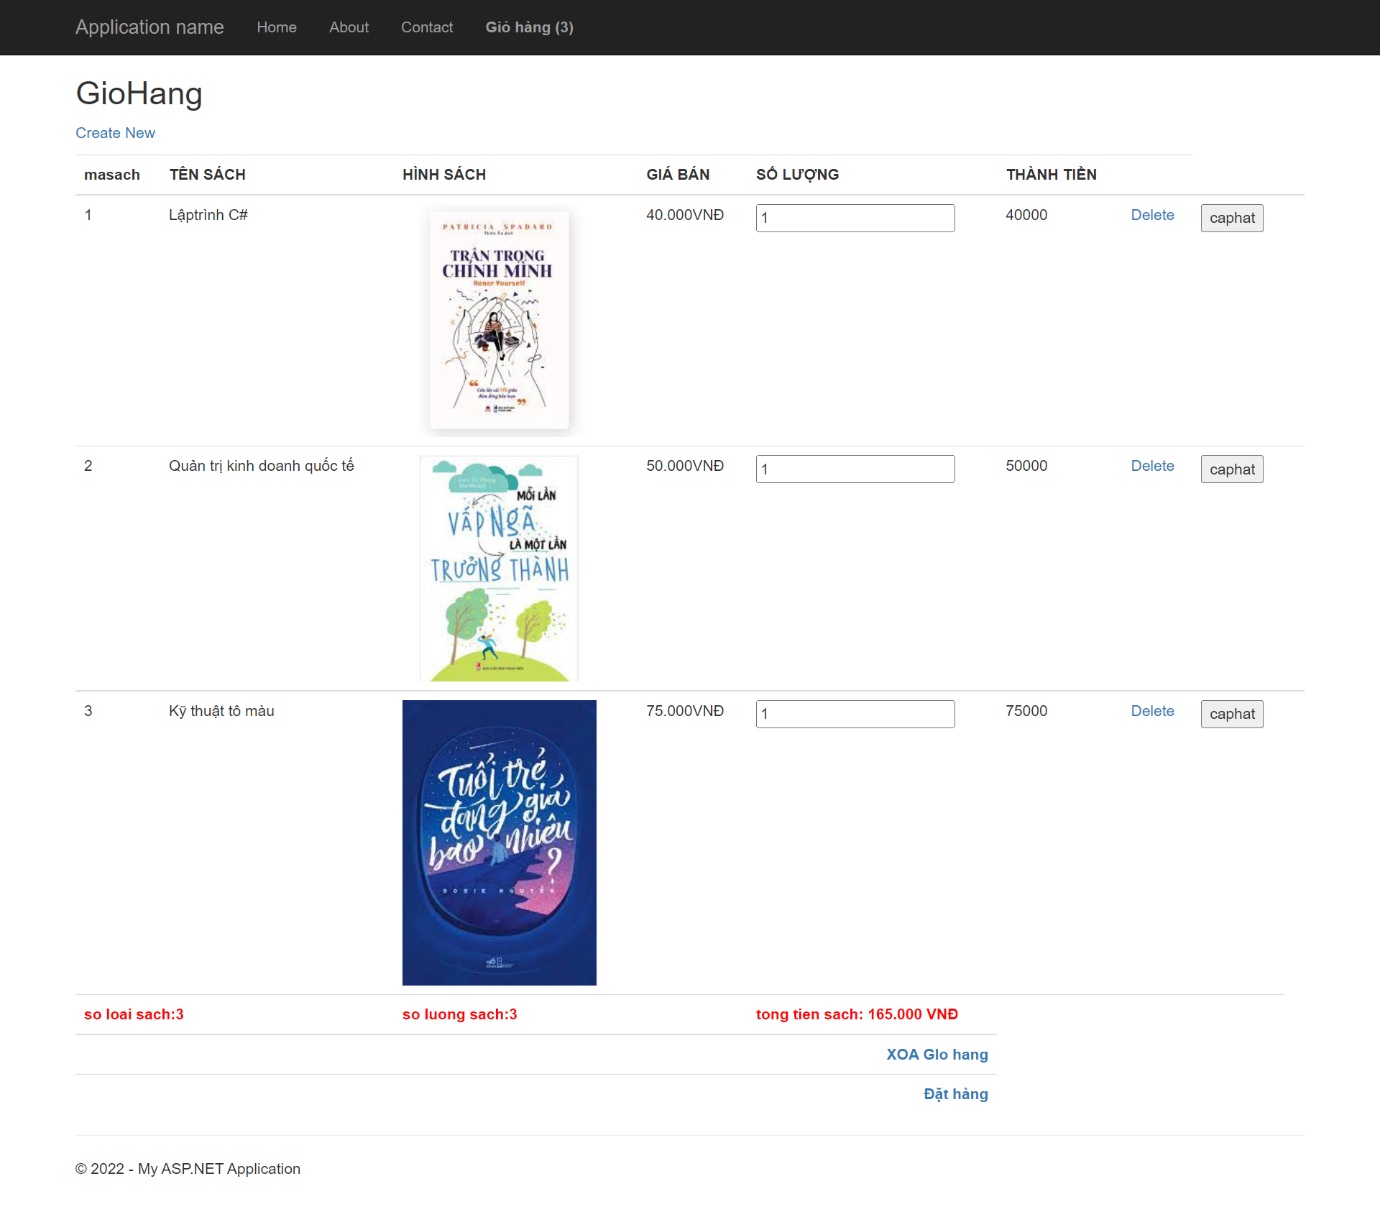 Application name Home About Contact Giỏ hàng (3)
GioHang
Create New
masach TÊN SÁCH HÌNH SÁCH GIÁ BÁN SỐ LƯỢNG THÀNH TIỀN
1 Lậptrình C# 40.000VNĐ 1 40000 Delete caphat
PATRICIA SPADARO
TRÂN TRỌNG
CHÍNH MÌNH
Honor Yourself
2 Quản trị kinh doanh quốc tế 50.000VNĐ 1 50000 Delete caphat
MỖI LẦN
VẤP NGÃ
LÀ MỘT LẦN
TRƯỞNG THÀNH
3 Kỹ thuật tô màu 75.000VNĐ 1 75000 Delete caphat
Tuổi trẻ
đáng giá
bao nhiêu
?
ROSIE NGUYỄN
so loai sach:3 so luong sach:3 tong tien sach: 165.000 VNĐ
XOA GIo hang
Đặt hàng
© 2022 - My ASP.NET Application